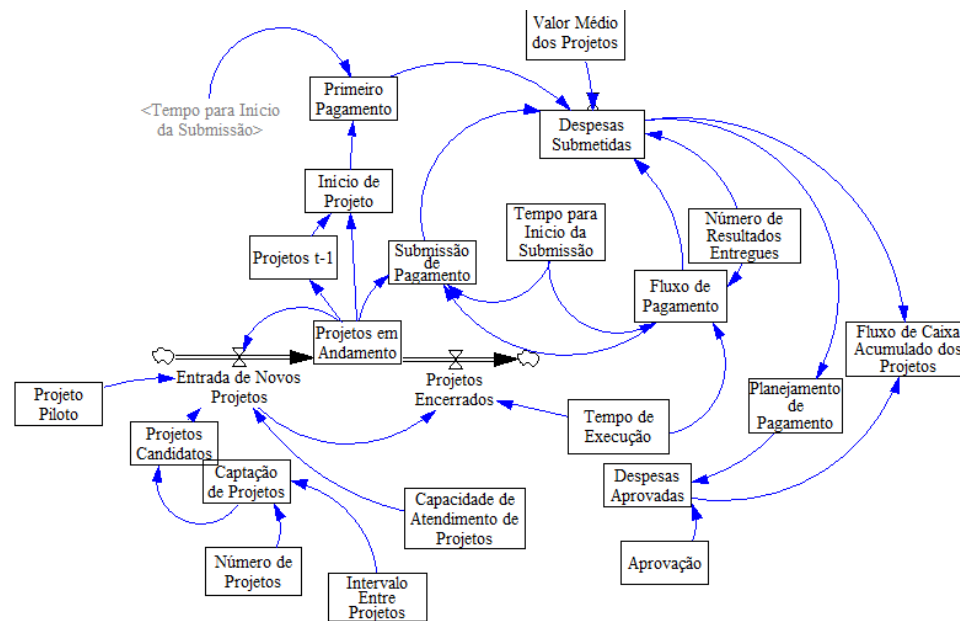 Valor Médio
dos Projetos
Primeiro
Pagamento
<Tempo para Inicio
da Submissão>
Despesas
Submetidas
Início de
Projeto
Tempo para
Início da
Submissão
Número de
Resultados
Entregues
Projetos t-1
Submissão
de
Pagamento
Fluxo de
Pagamento
Projetos em
Andamento
Fluxo de Caixa
Acumulado dos
Projetos
Entrada de Novos
Projetos
Projetos
Encerrados
Projeto
Piloto
Planejamento
de
Pagamento
Tempo de
Execução
Projetos
Candidatos
Captação
de Projetos
Despesas
Aprovadas
Capacidade de
Atendimento de
Projetos
Número de
Projetos
Intervalo
Entre
Projetos
Aprovação